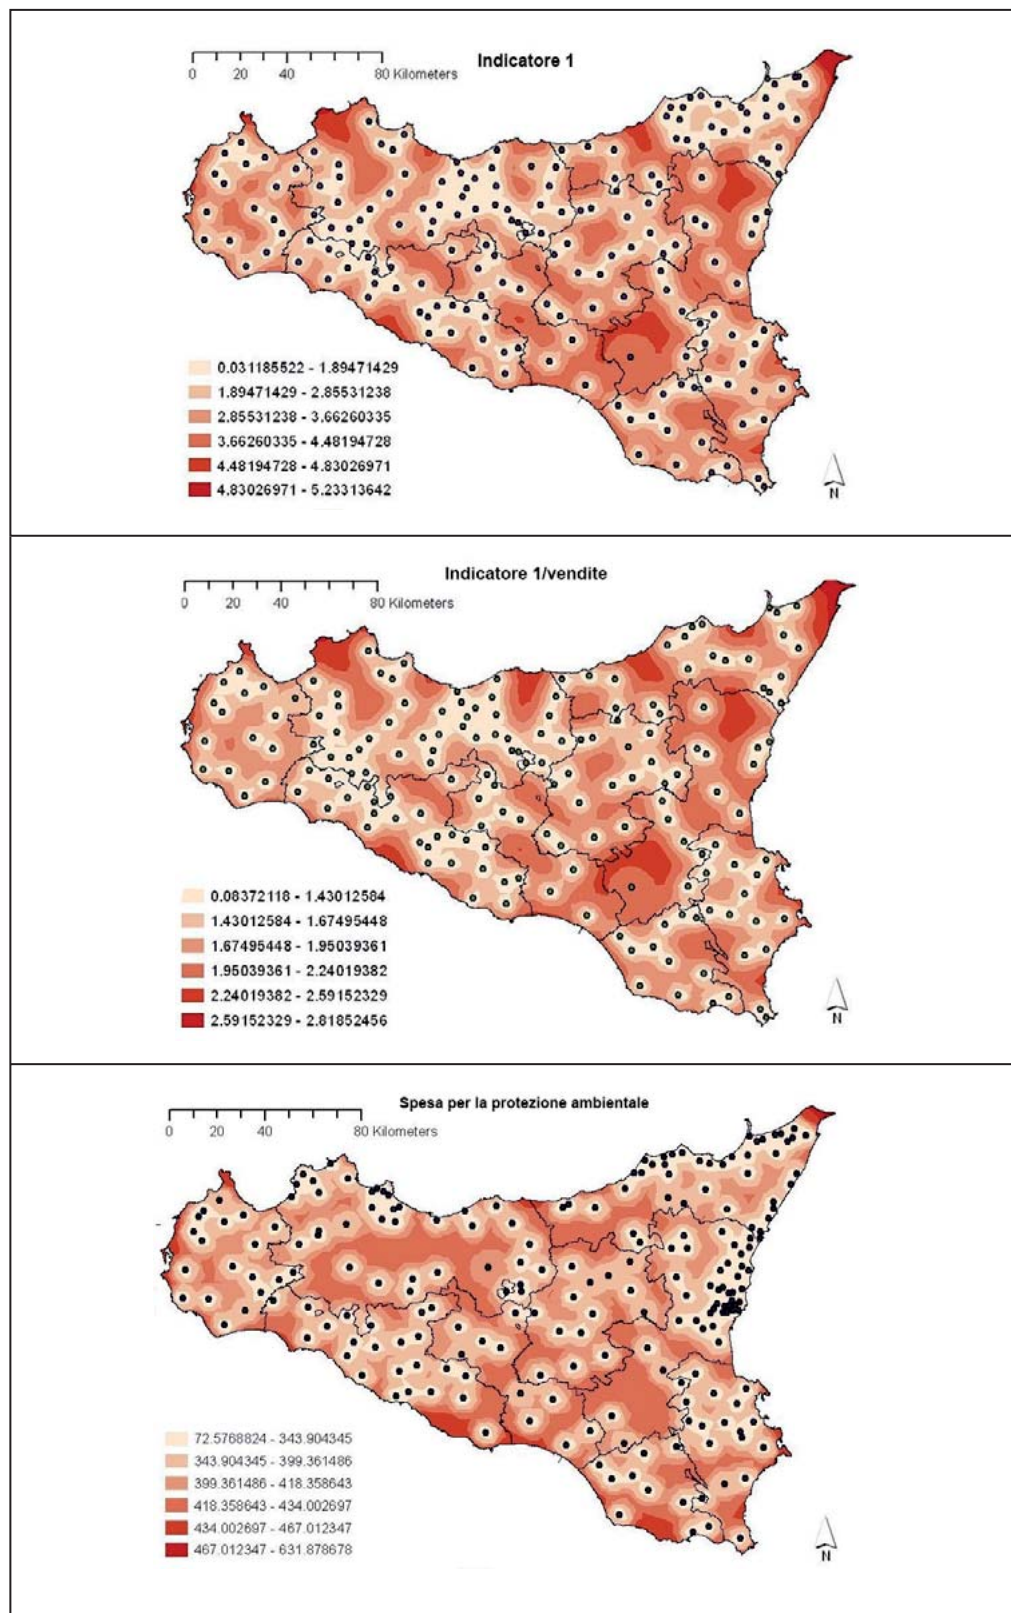 Indicatore 1
0 20 40 80 Kilometers
0.031185522 - 1.89471429
1.89471429 - 2.85531238
2.85531238 - 3.66260335
3.66260335 - 4.48194728
4.48194728 - 4.83026971
4.83026971 - 5.23313642
N
Indicatore 1/vendite
0 20 40 80 Kilometers
0.08372118 - 1.43012584
1.43012584 - 1.67495448
1.67495448 - 1.95039361
1.95039361 - 2.24019382
2.24019382 - 2.59152329
2.59152329 - 2.81852456
N
Spesa per la protezione ambientale
0 20 40 80 Kilometers
72.5768824 - 343.904345
343.904345 - 399.361486
399.361486 - 418.358643
418.358643 - 434.002697
434.002697 - 467.012347
467.012347 - 631.878678
N